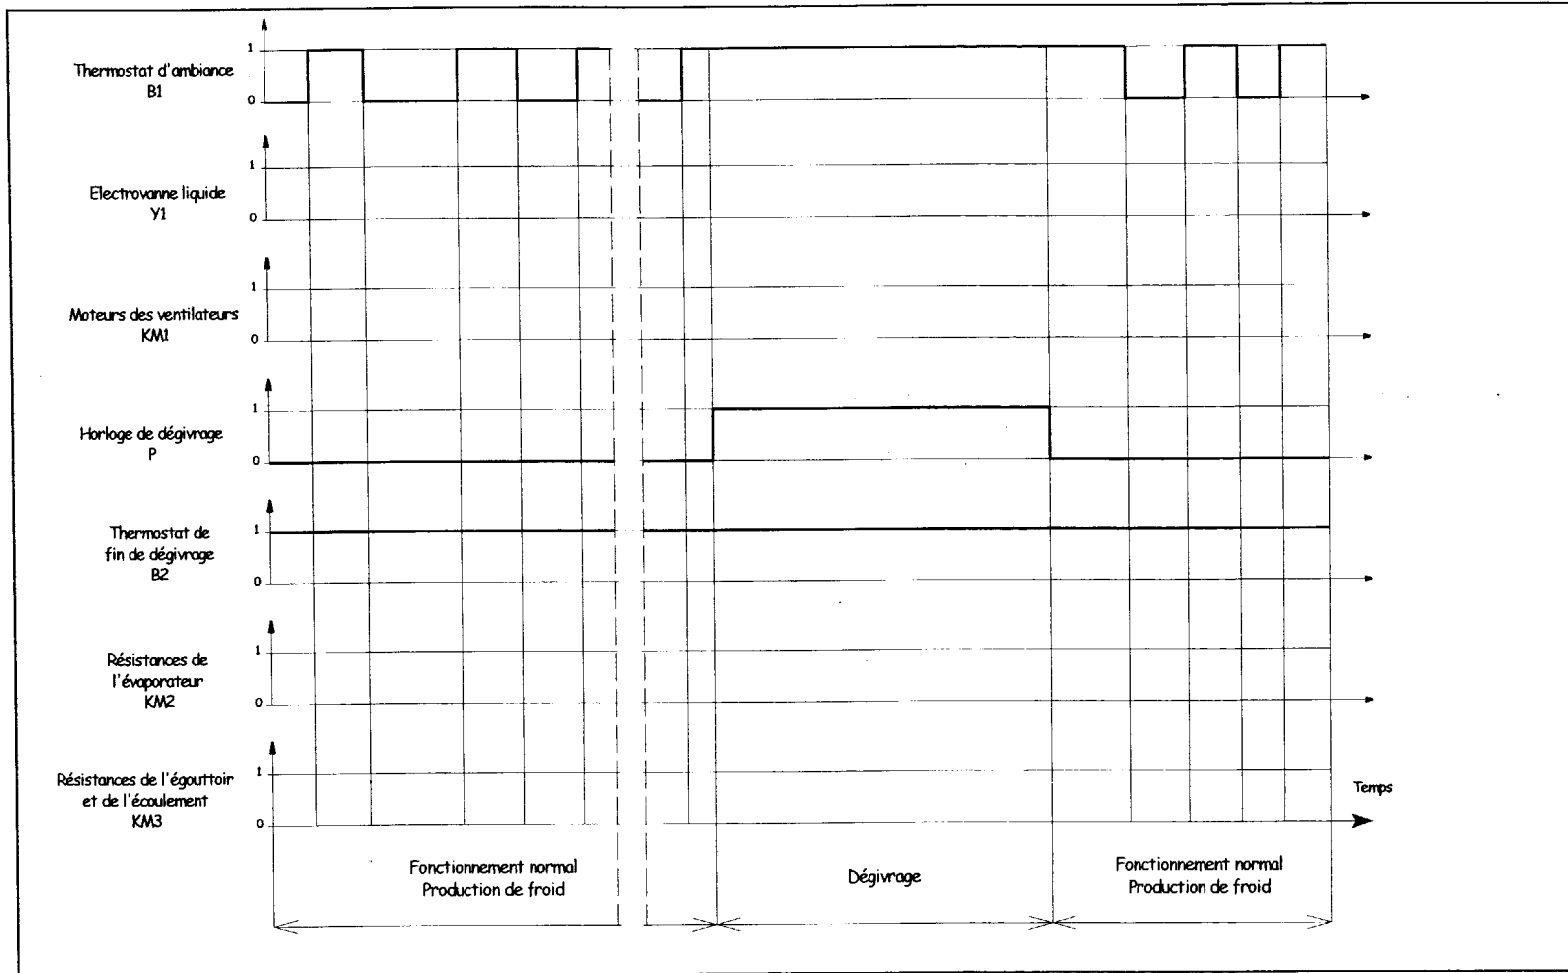 1
Thermostat d'ambiance
B1
0
1
Electrovanne liquide
Y1
0
1
Moteurs des ventilateurs
KM1
0
1
Horloge de dégivrage
P
0
1
Thermostat de
fin de dégivrage
B2
0
1
Résistances de
l'évaporateur
KM2
0
1
Résistances de l'égouttoir
et de l'écoulement
KM3
0
Temps
Fonctionnement normal
Production de froid
Dégivrage
Fonctionnement normal
Production de froid